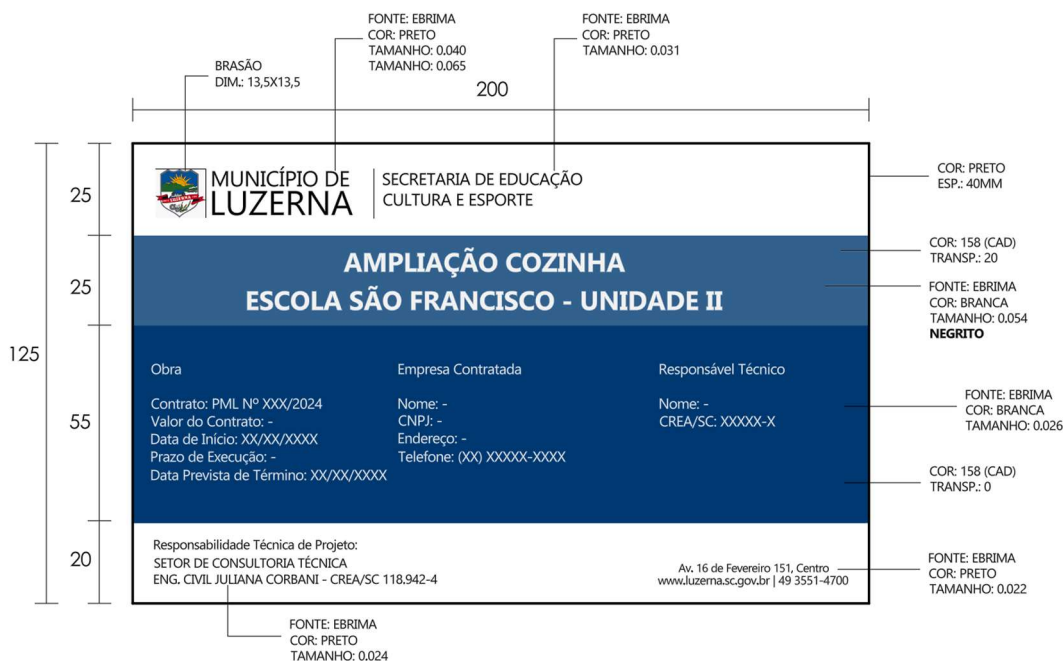 FONTE: EBRIMA
COR: PRETO
TAMANHO: 0.040
TAMANHO: 0.065
FONTE: EBRIMA
COR: PRETO
TAMANHO: 0.031
BRASÃO
DIM.: 13,5X13,5
200
125
25
25
55
20
MUNICÍPIO DE
LUZERNA
SECRETARIA DE EDUCAÇÃO
CULTURA E ESPORTE
COR: PRETO
ESP.: 40MM
AMPLIAÇÃO COZINHA
ESCOLA SÃO FRANCISCO - UNIDADE II
COR: 158 (CAD)
TRANSP.: 20
FONTE: EBRIMA
COR: BRANCA
TAMANHO: 0.054
NEGRITO
Obra
Contrato: PML Nº XXX/2024
Valor do Contrato: -
Data de Início: XX/XX/XXXX
Prazo de Execução: -
Data Prevista de Término: XX/XX/XXXX
Empresa Contratada
Nome: -
CNPJ: -
Endereço: -
Telefone: (XX) XXXXX-XXXX
Responsável Técnico
Nome: -
CREA/SC: XXXXX-X
FONTE: EBRIMA
COR: BRANCA
TAMANHO: 0.026
COR: 158 (CAD)
TRANSP.: 0
Responsabilidade Técnica de Projeto:
SETOR DE CONSULTORIA TÉCNICA
ENG. CIVIL JULIANA CORBANI - CREA/SC 118.942-4
Av. 16 de Fevereiro 151, Centro
www.luzerna.sc.gov.br | 49 3551-4700
FONTE: EBRIMA
COR: PRETO
TAMANHO: 0.022
FONTE: EBRIMA
COR: PRETO
TAMANHO: 0.024